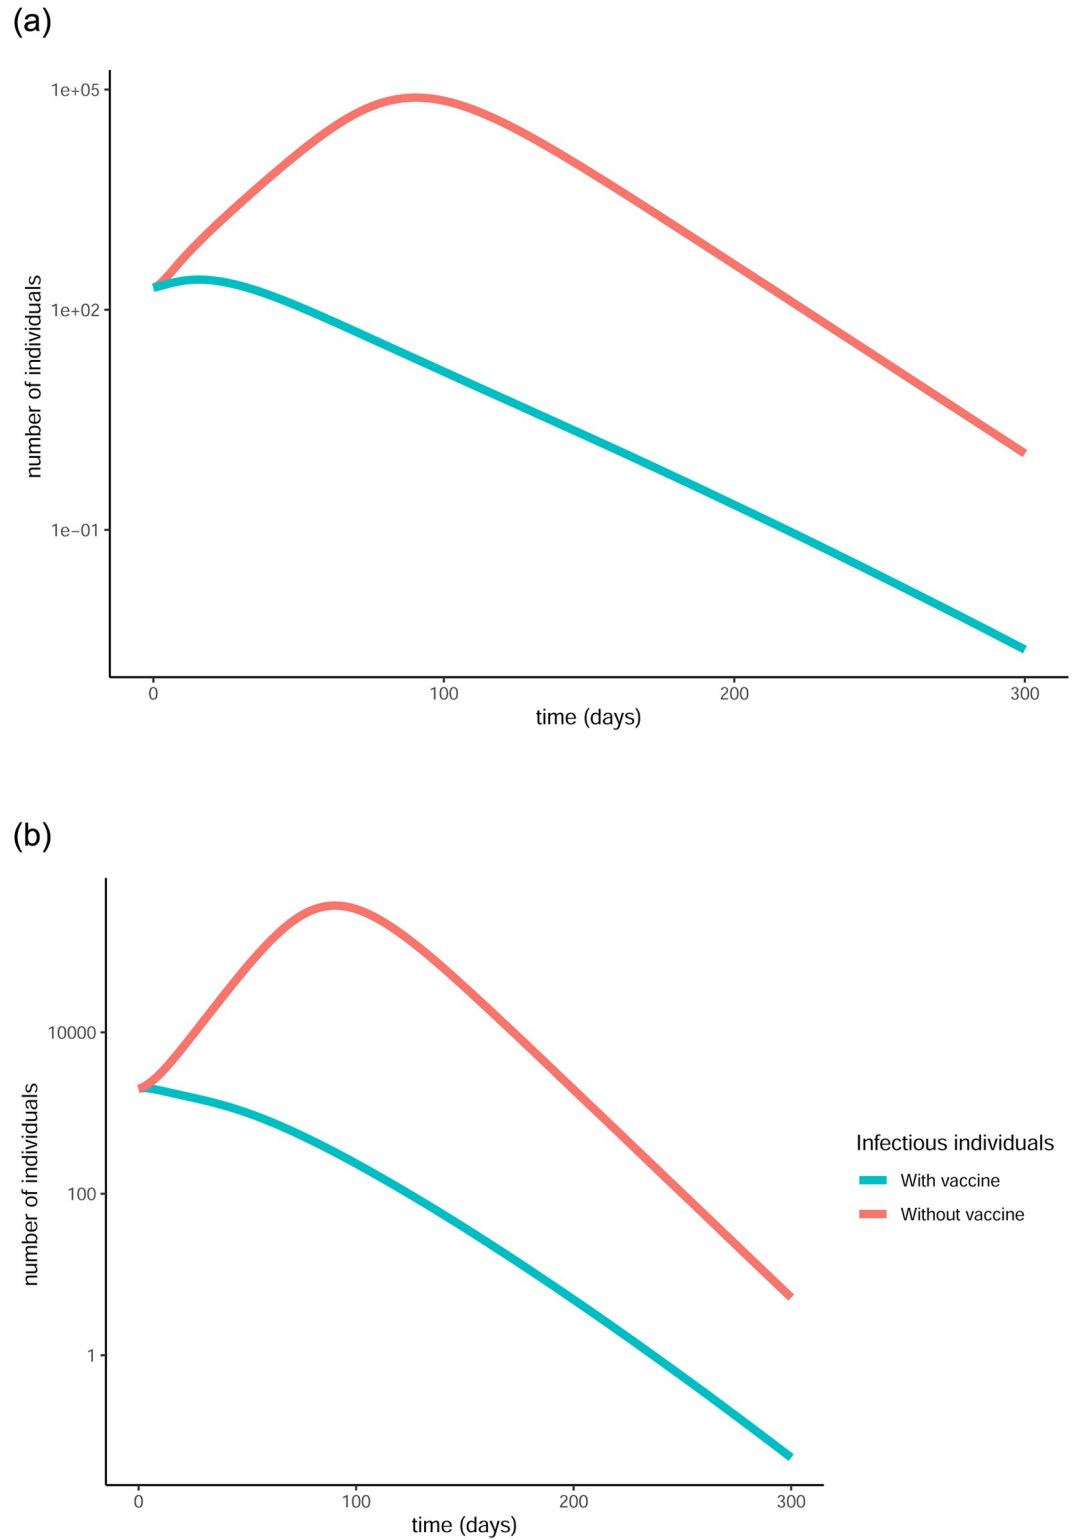 (a)
1e+05
1e+02
1e−01
number of individuals
0 100 200 300
time (days)
(b)
10000
100
1
number of individuals
0 100 200 300
time (days)
Infectious individuals
With vaccine
Without vaccine